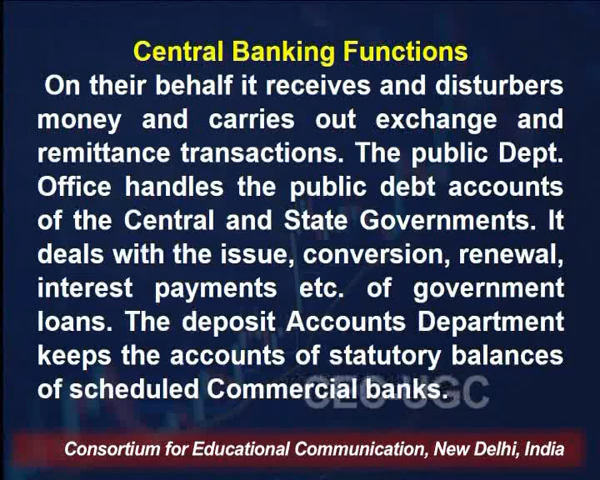 Central Banking Functions
On their behalf it receives and disturbers
money and carries out exchange and
remittance transactions. The public Dept.
Office handles the public debt accounts
of the Central and State Governments. It
deals with the issue, conversion, renewal,
interest payments etc. of government
loans. The deposit Accounts Department
keeps the accounts of statutory balances
of scheduled Commercial banks.
CEC-UGC
Consortium for Educational Communication, New Delhi, India